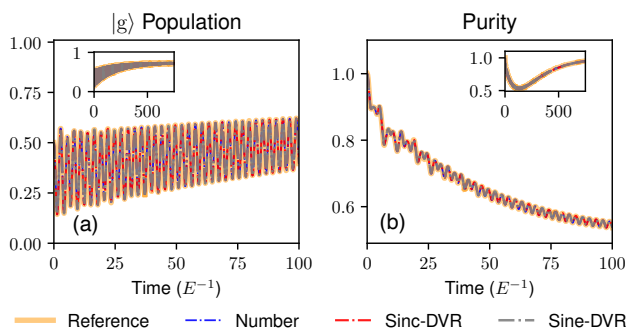 |g⟩ Population
Purity
1.00
0.75
0.50
0.25
0.00
1
0
0
500
(a)
0
25
50
75
100
Time (E⁻¹)
1.0
0.8
0.6
1.0
0.5
0
500
(b)
0
25
50
75
100
Time (E⁻¹)
Reference
Number
Sinc-DVR
Sine-DVR